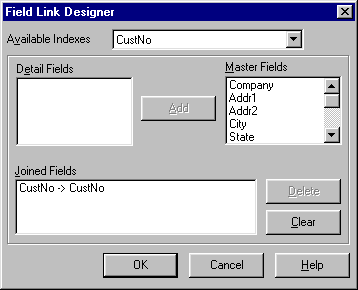 Field Link Designer
Available Indexes CustNo
Detail Fields
Master Fields
Add
Company
Addr1
Addr2
City
State
Joined Fields
CustNo -> CustNo
Delete
Clear
OK Cancel Help